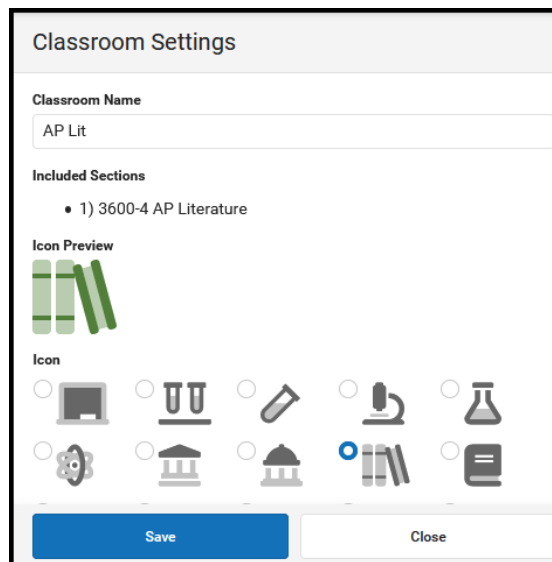 Classroom Settings
Classroom Name
AP Lit
Included Sections
1) 3600-4 AP Literature
Icon Preview
Icon
Save
Close